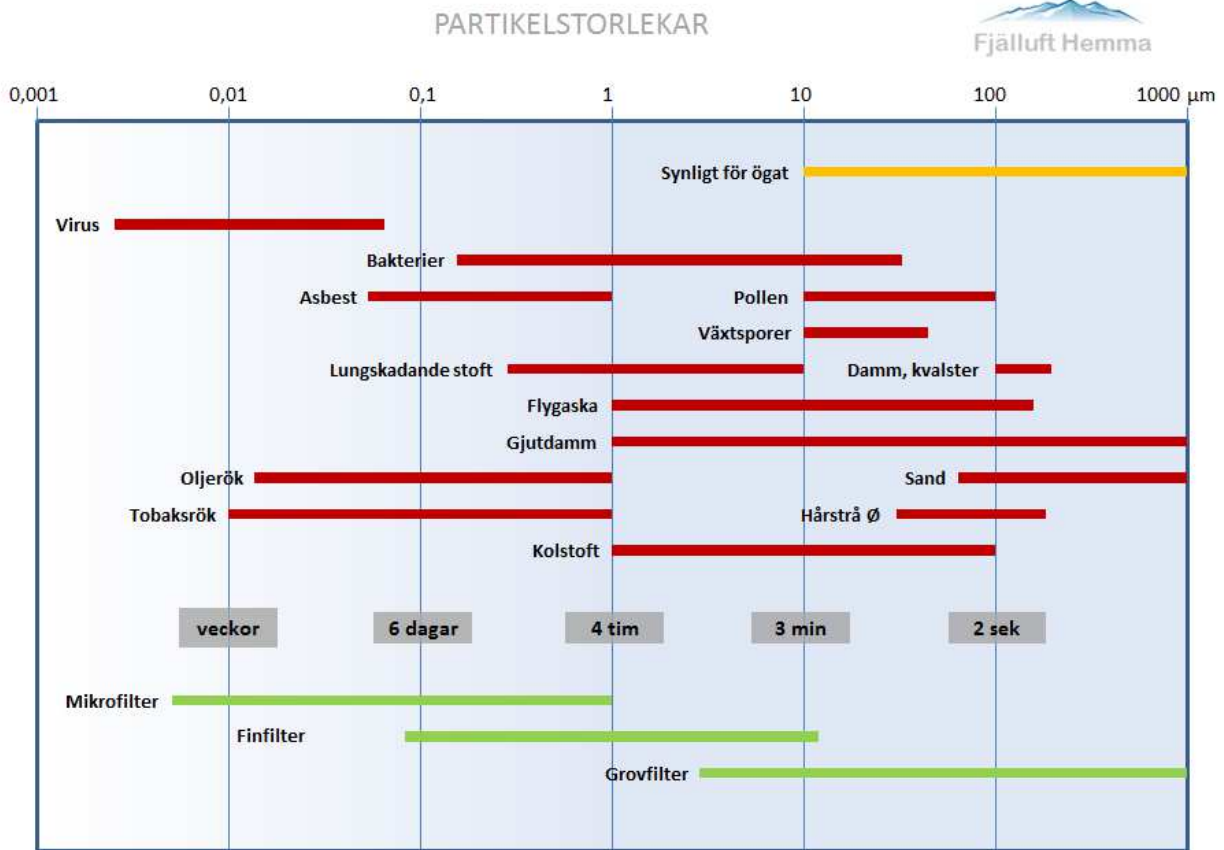 PARTIKELSTORLEKAR
Fjälluft Hemma
0,001 0,01 0,1 1 10 100 1000 µm
Synligt för ögat
Virus
Bakterier
Asbest Pollen
Växtsporer
Lungskadande stoft Damm, kvalster
Flygaska
Gjutdamm
Oljerök Sand
Tobaksrök Hårstrå Ø
Kolstoft
veckor 6 dagar 4 tim 3 min 2 sek
Mikrofilter
Finfilter
Grovfilter